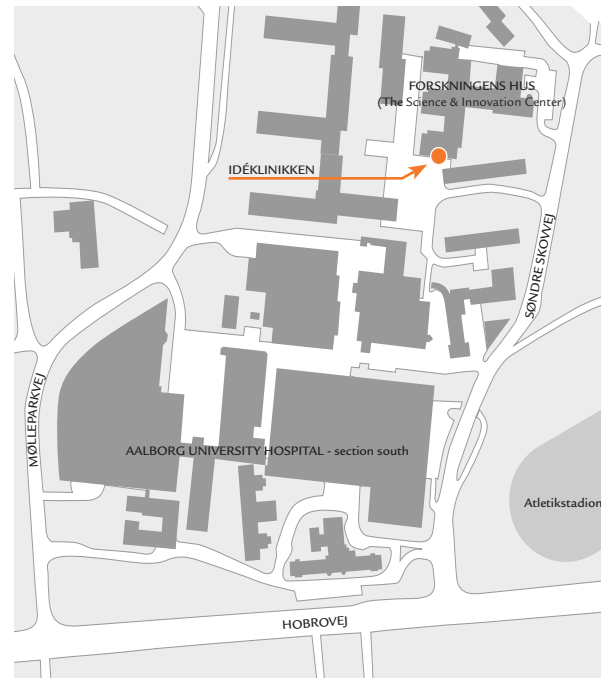 FORSKNINGENS HUS
(The Science & Innovation Center)
IDÉKLINIKKEN
SØNDRE SKOVVEJ
MØLLEPARKVEJ
AALBORG UNIVERSITY HOSPITAL - section south
Atletikstadion
HOBROVEJ